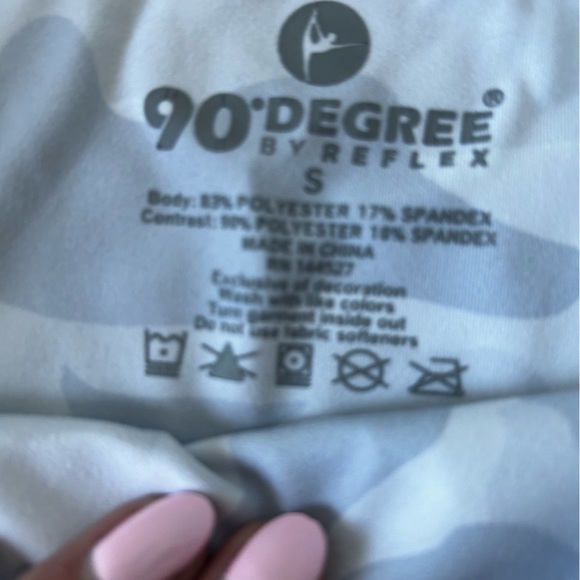 90°DEGREE®
BY REFLEX
S
Body: 83% POLYESTER 17% SPANDEX
Contrast: 90% POLYESTER 10% SPANDEX
MADE IN CHINA
RN
Exclusive of decoration
Wash with like colors
Turn garment inside out
Do not use fabric softeners